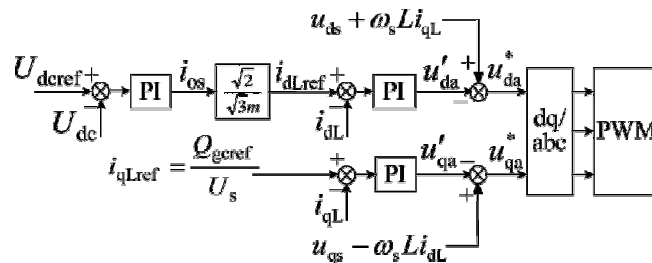 u_ds + ω_s L i_qL
U_dcref + − PI i_os √2/√3m i_dLref + − PI u′_da − + u*_da
U_dc i_dL
dq/abc PWM
i_qLref = Q_gcref/U_s + − PI u′_qa − + u*_qa
i_qL
u_qs − ω_s L i_dL